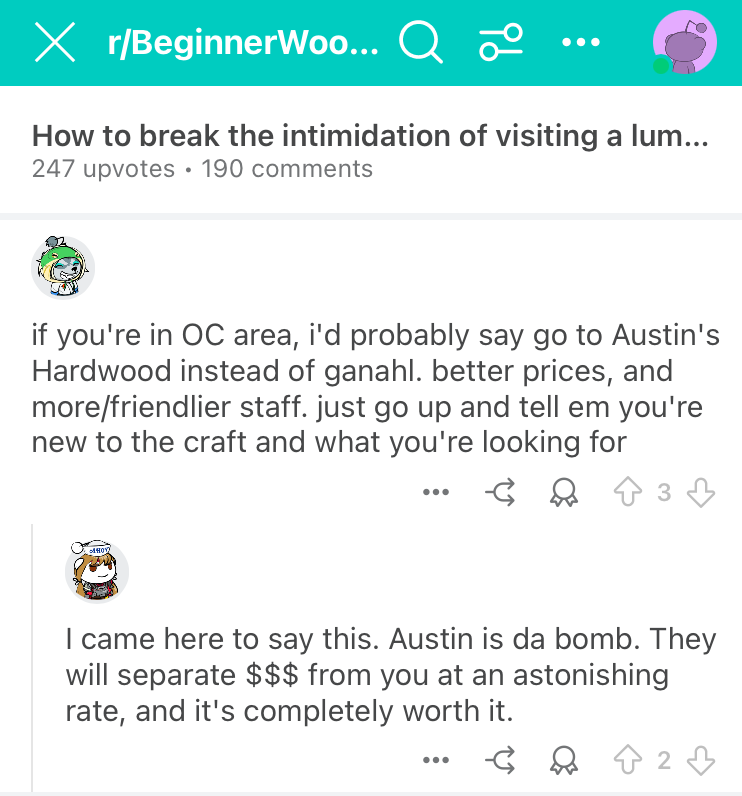 r/BeginnerWoo...
How to break the intimidation of visiting a lum...
247 upvotes • 190 comments
if you're in OC area, i'd probably say go to Austin's
Hardwood instead of ganahl. better prices, and
more/friendlier staff. just go up and tell em you're
new to the craft and what you're looking for
3
I came here to say this. Austin is da bomb. They
will separate $$$ from you at an astonishing
rate, and it's completely worth it.
2